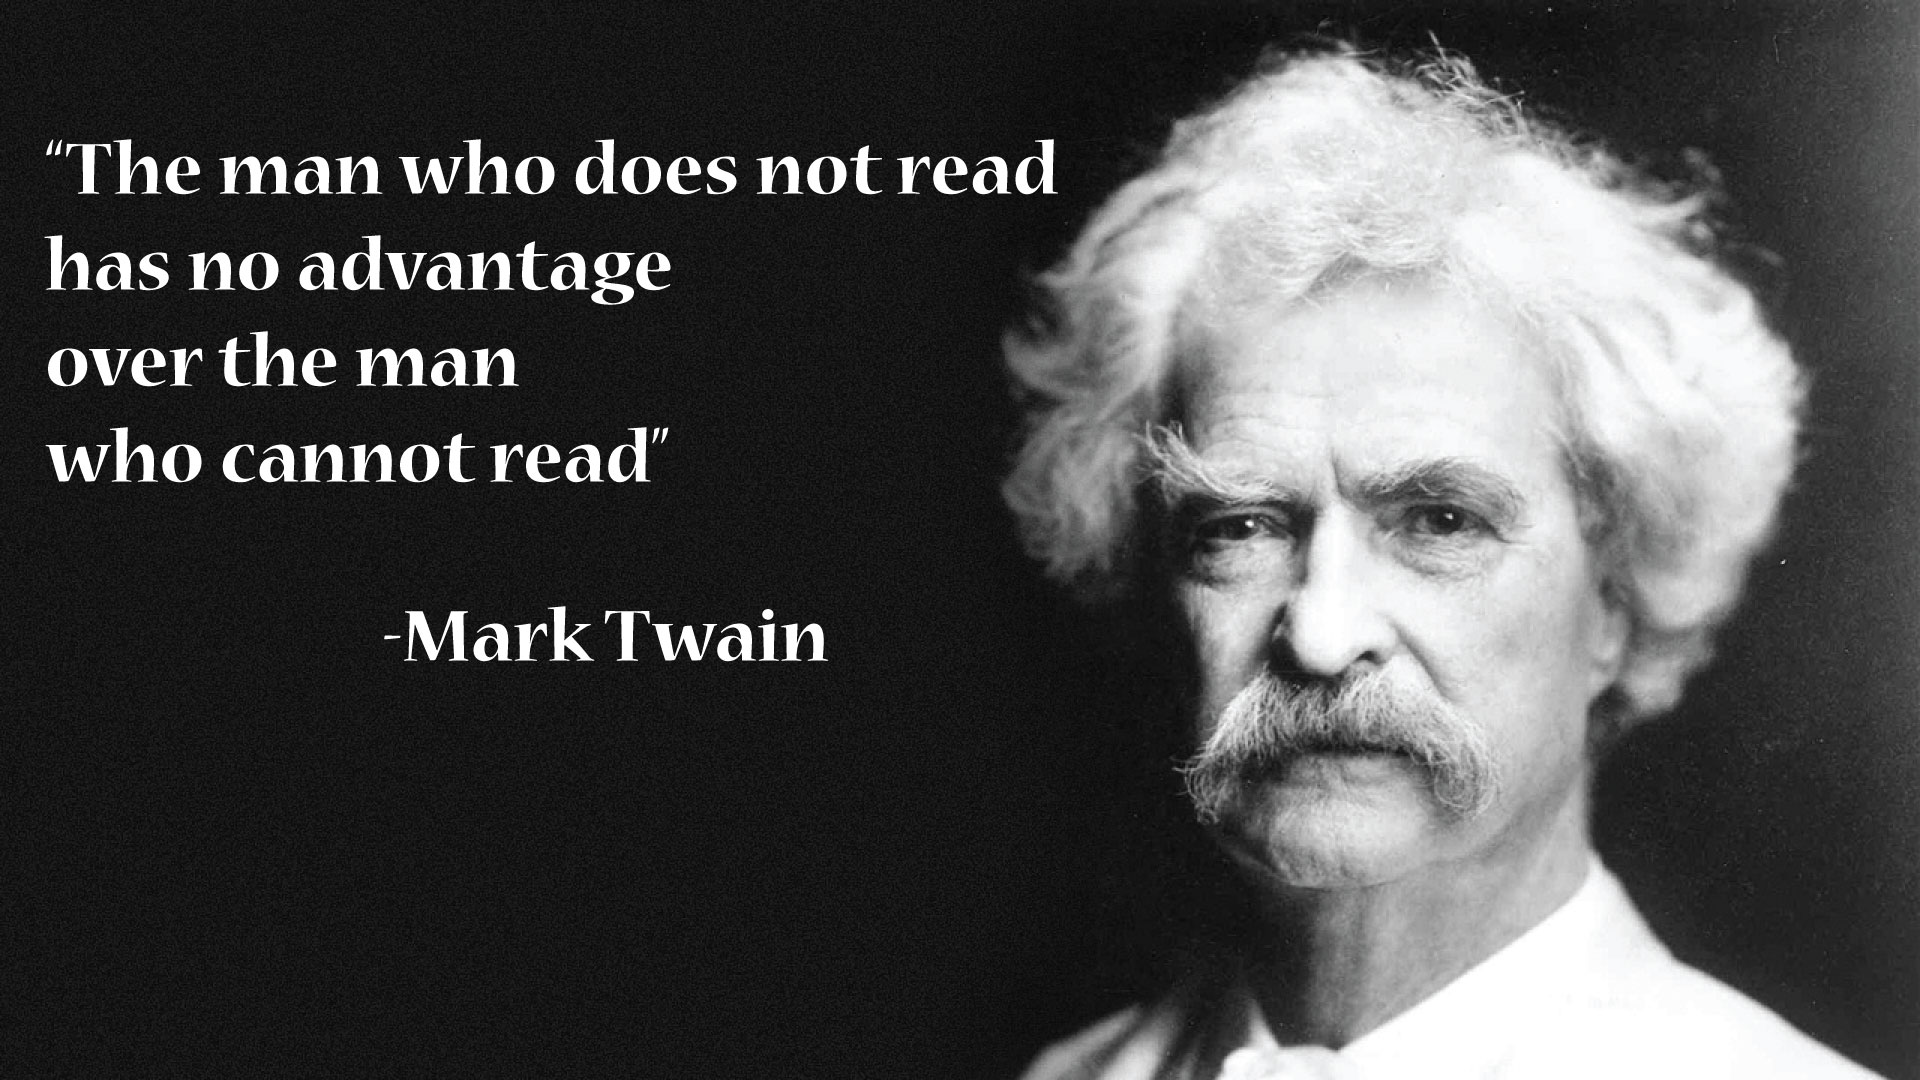 “The man who does not read
has no advantage
over the man
who cannot read”
-Mark Twain